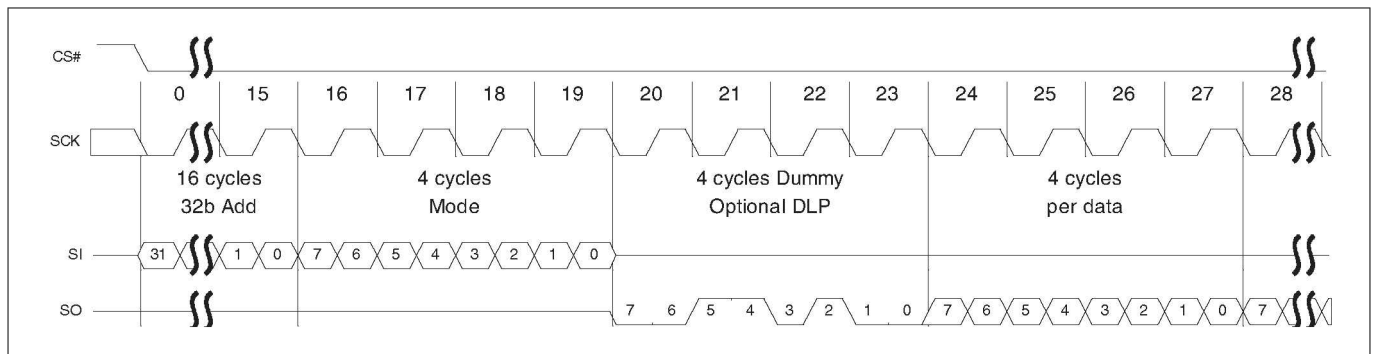 CS#
0 15 16 17 18 19 20 21 22 23 24 25 26 27 28
SCK
16 cycles 4 cycles 4 cycles Dummy 4 cycles
32b Add Mode Optional DLP per data
SI 31 1 0 7 6 5 4 3 2 1 0
SO 7 6 5 4 3 2 1 0 7 6 5 4 3 2 1 0 7